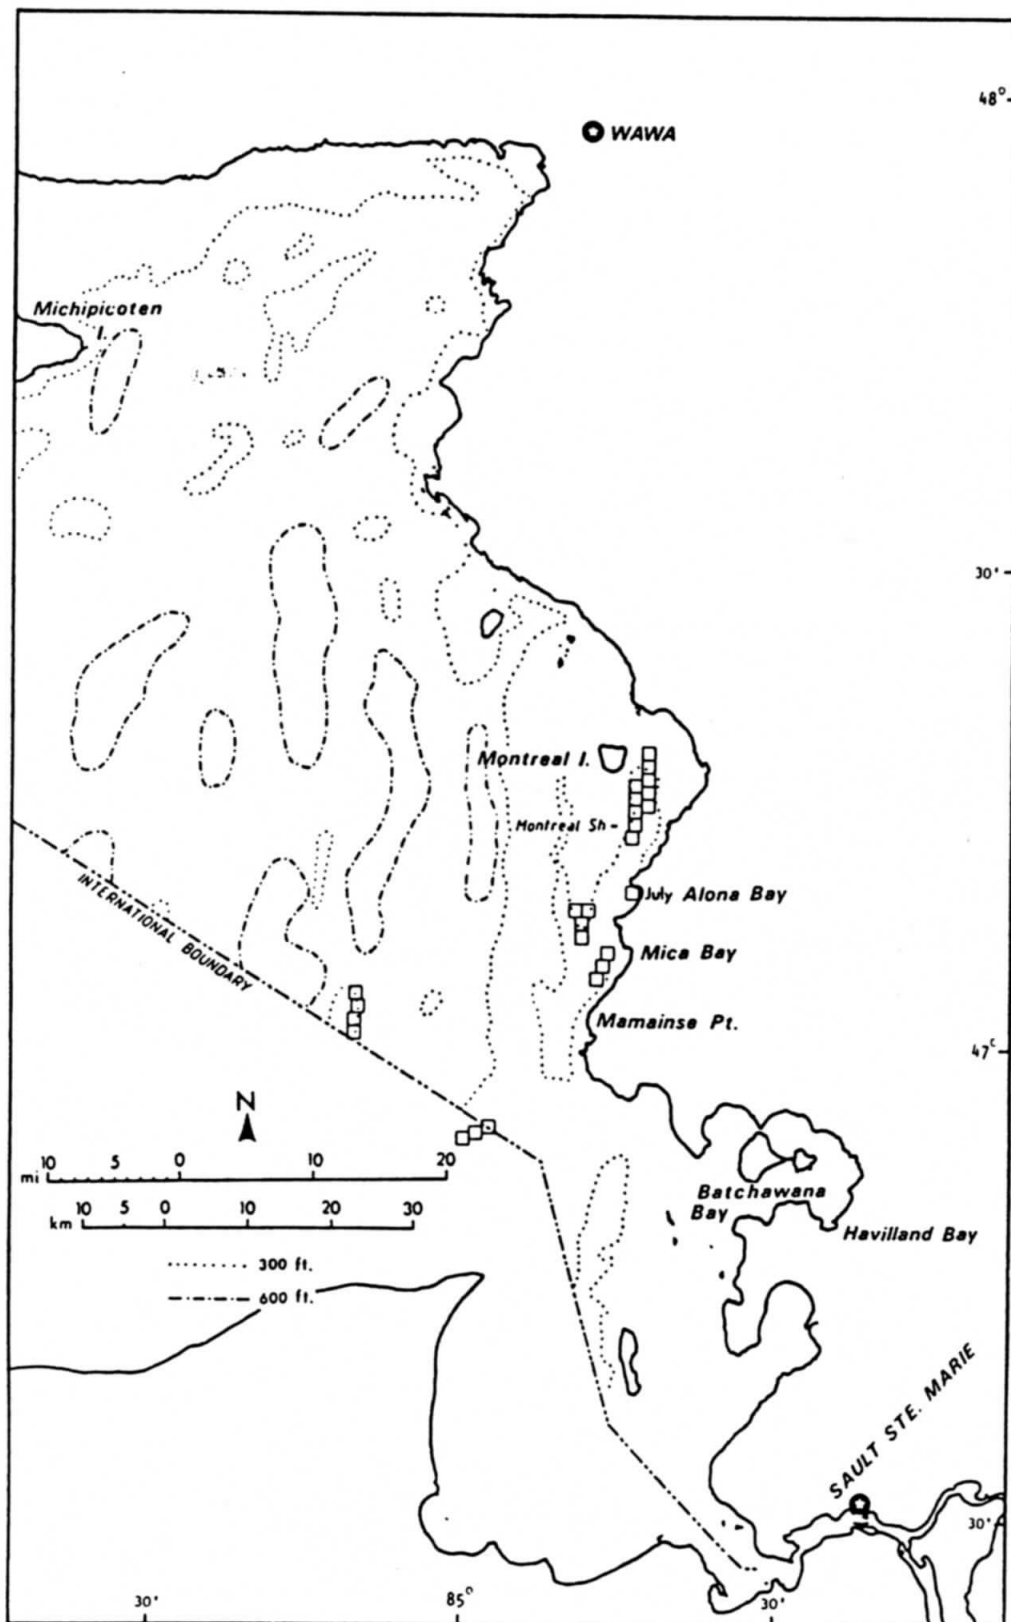 48°
WAWA
Michipicoten
I.
30'
Montreal I.
Montreal Sh-
July Alona Bay
INTERNATIONAL BOUNDARY
Mica Bay
Mamainse Pt.
47°
N
10 5 0 10 20
mi
Batchawana
Bay
km
10 5 0 10 20 30
Havilland Bay
300 ft.
600 ft.
SAULT STE. MARIE
30'
30' 85° 30'